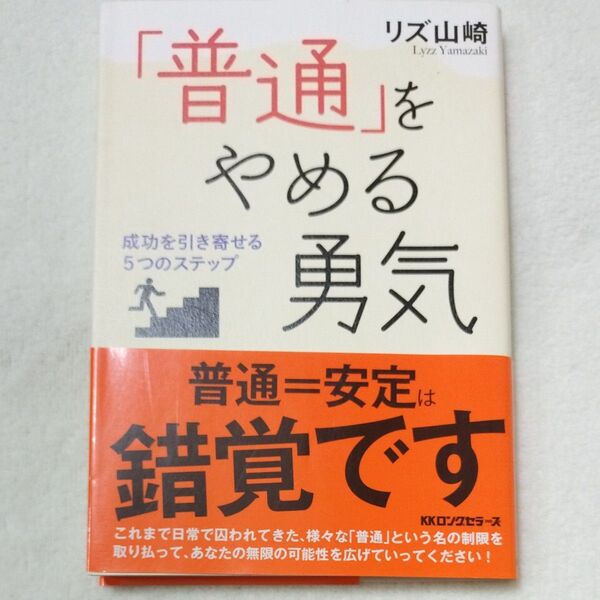 リズ山崎
Lyzz Yamazaki
「普通」を
やめる
勇気
成功を引き寄せる
5つのステップ
普通＝安定は
錯覚です
KKロングセラーズ
これまで日常で囚われてきた、様々な「普通」という名の制限を
取り払って、あなたの無限の可能性を広げていってください！